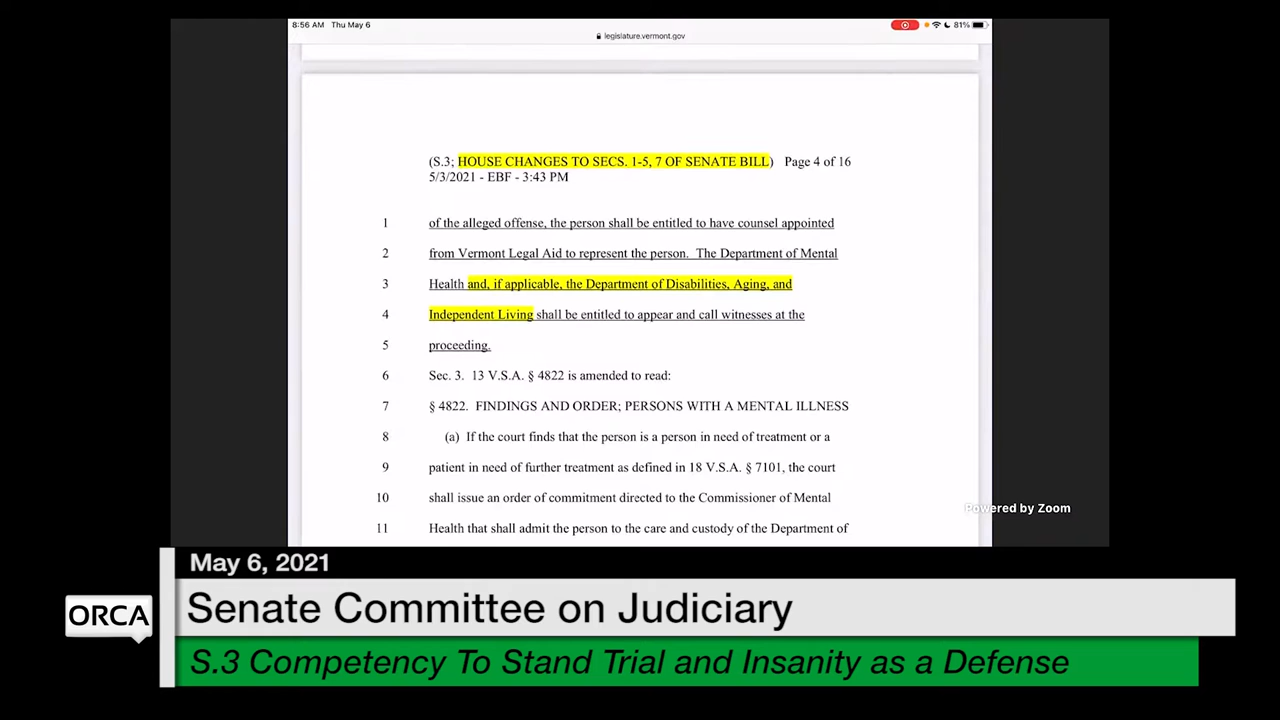 8:56 AM Thu May 6
81%
legislature.vermont.gov
(S.3; HOUSE CHANGES TO SECS. 1-5, 7 OF SENATE BILL) Page 4 of 16
5/3/2021 - EBF - 3:43 PM
1 of the alleged offense, the person shall be entitled to have counsel appointed
2 from Vermont Legal Aid to represent the person. The Department of Mental
3 Health and, if applicable, the Department of Disabilities, Aging, and
4 Independent Living shall be entitled to appear and call witnesses at the
5 proceeding.
6 Sec. 3. 13 V.S.A. § 4822 is amended to read:
7 § 4822. FINDINGS AND ORDER; PERSONS WITH A MENTAL ILLNESS
8 (a) If the court finds that the person is a person in need of treatment or a
9 patient in need of further treatment as defined in 18 V.S.A. § 7101, the court
10 shall issue an order of commitment directed to the Commissioner of Mental
11 Health that shall admit the person to the care and custody of the Department of
Powered by Zoom
May 6, 2021
ORCA
Senate Committee on Judiciary
S.3 Competency To Stand Trial and Insanity as a Defense